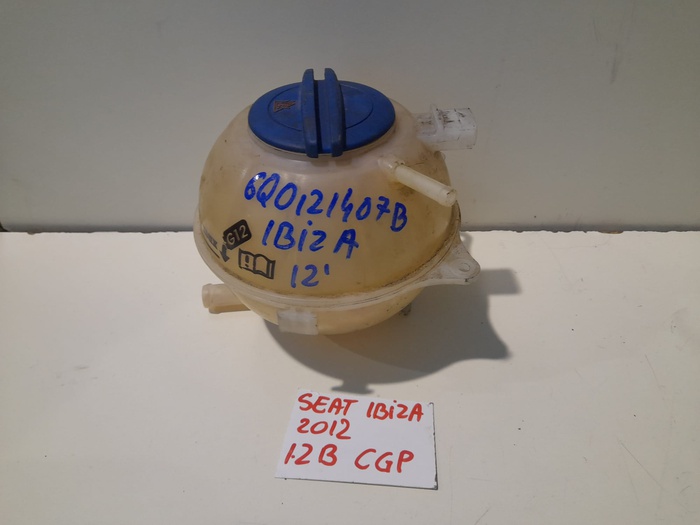 6Q0121407B
IBIZA
12'
G12
SEAT IBIZA
2012
1.2B CGP